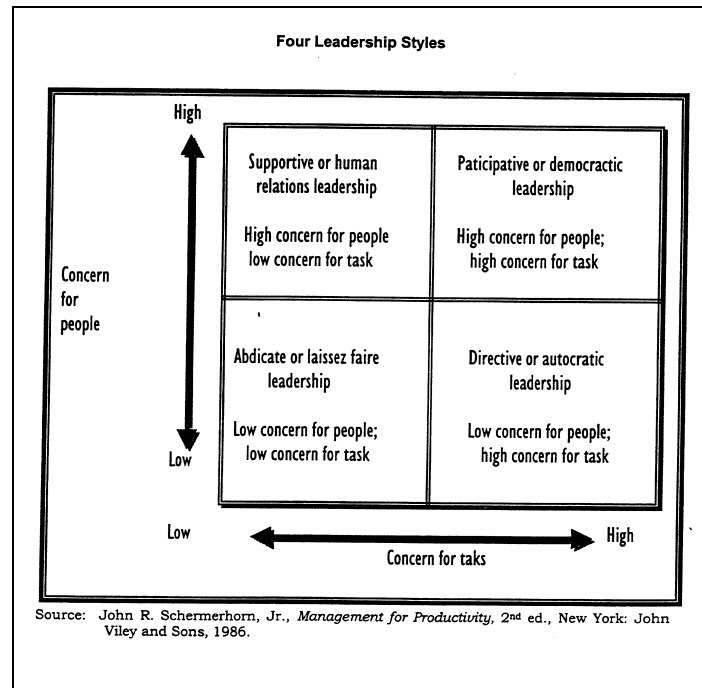 Four Leadership Styles
High
Supportive or human
relations leadership
High concern for people
low concern for task
Paticipative or democractic
leadership
High concern for people;
high concern for task
Concern
for
people
Abdicate or laissez faire
leadership
Low concern for people;
low concern for task
Directive or autocratic
leadership
Low concern for people;
high concern for task
Low
Low
High
Concern for taks
Source: John R. Schermerhorn, Jr., Management for Productivity, 2nd ed., New York: John
Viley and Sons, 1986.